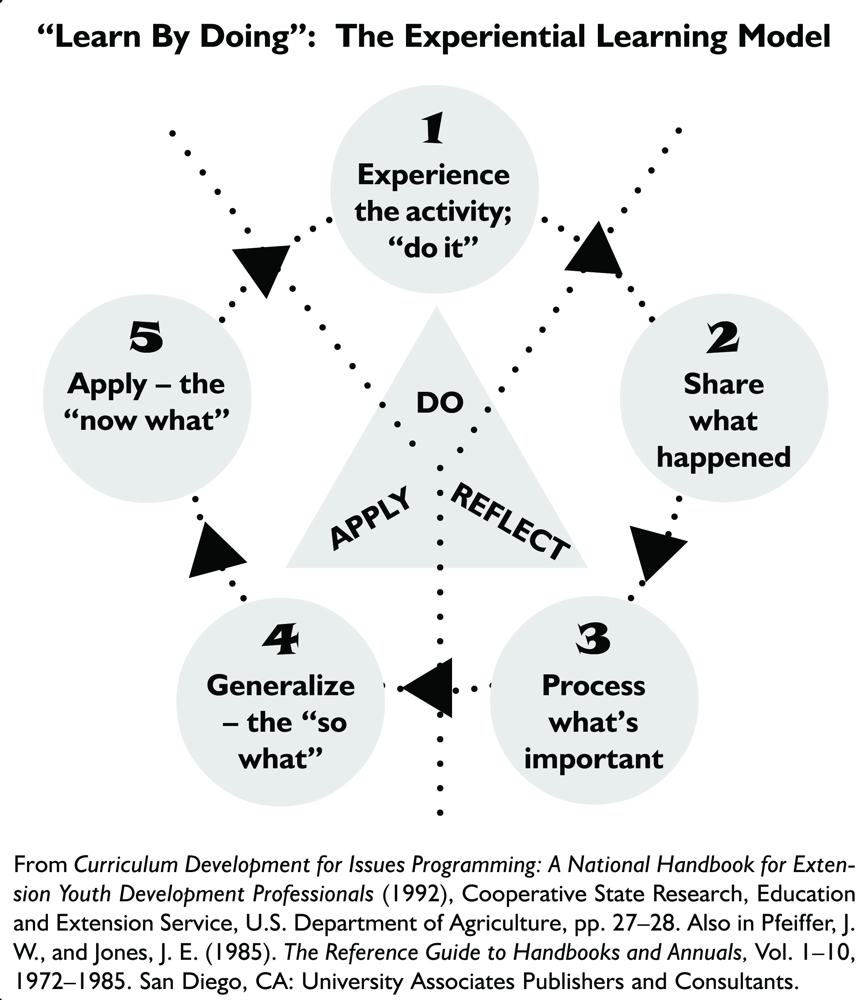 “Learn By Doing”: The Experiential Learning Model
1
Experience
the activity;
“do it”
2
Share
what
happened
3
Process
what’s
important
4
Generalize
– the “so
what”
5
Apply – the
“now what”
DO
REFLECT
APPLY
From Curriculum Development for Issues Programming: A National Handbook for Exten-
sion Youth Development Professionals (1992), Cooperative State Research, Education
and Extension Service, U.S. Department of Agriculture, pp. 27–28. Also in Pfeiffer, J.
W., and Jones, J. E. (1985). The Reference Guide to Handbooks and Annuals, Vol. 1–10,
1972–1985. San Diego, CA: University Associates Publishers and Consultants.